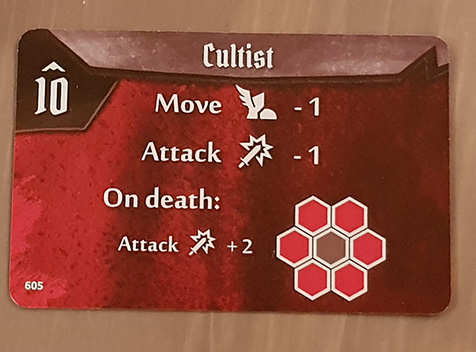 Cultist
10
Move - 1
Attack - 1
On death:
Attack + 2
605